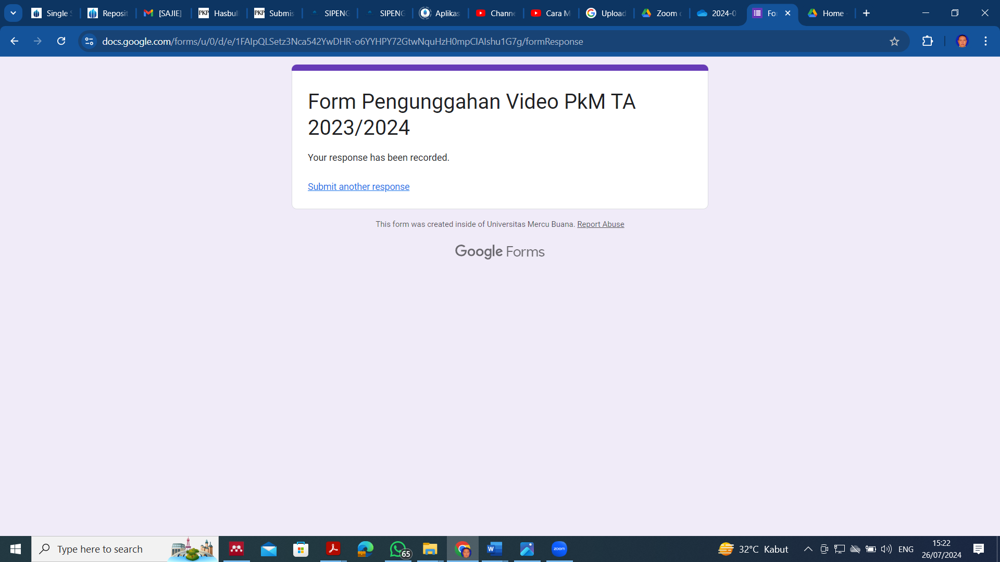 Single S
Reposit
[SAJIE]
Hasbull
Submis
SIPENG
SIPENG
Aplikas
Channe
Cara M
Upload
Zoom
2024-0
Fo
Home
docs.google.com/forms/u/0/d/e/1FAIpQLSetz3Nca542YwDHR-o6YYHPY72GtwNquHzH0mpCIAIshu1G7g/formResponse
Form Pengunggahan Video PkM TA
2023/2024
Your response has been recorded.
Submit another response
This form was created inside of Universitas Mercu Buana. Report Abuse
Google Forms
Type here to search
65
zoom
32°C Kabut
ENG
15:22
26/07/2024